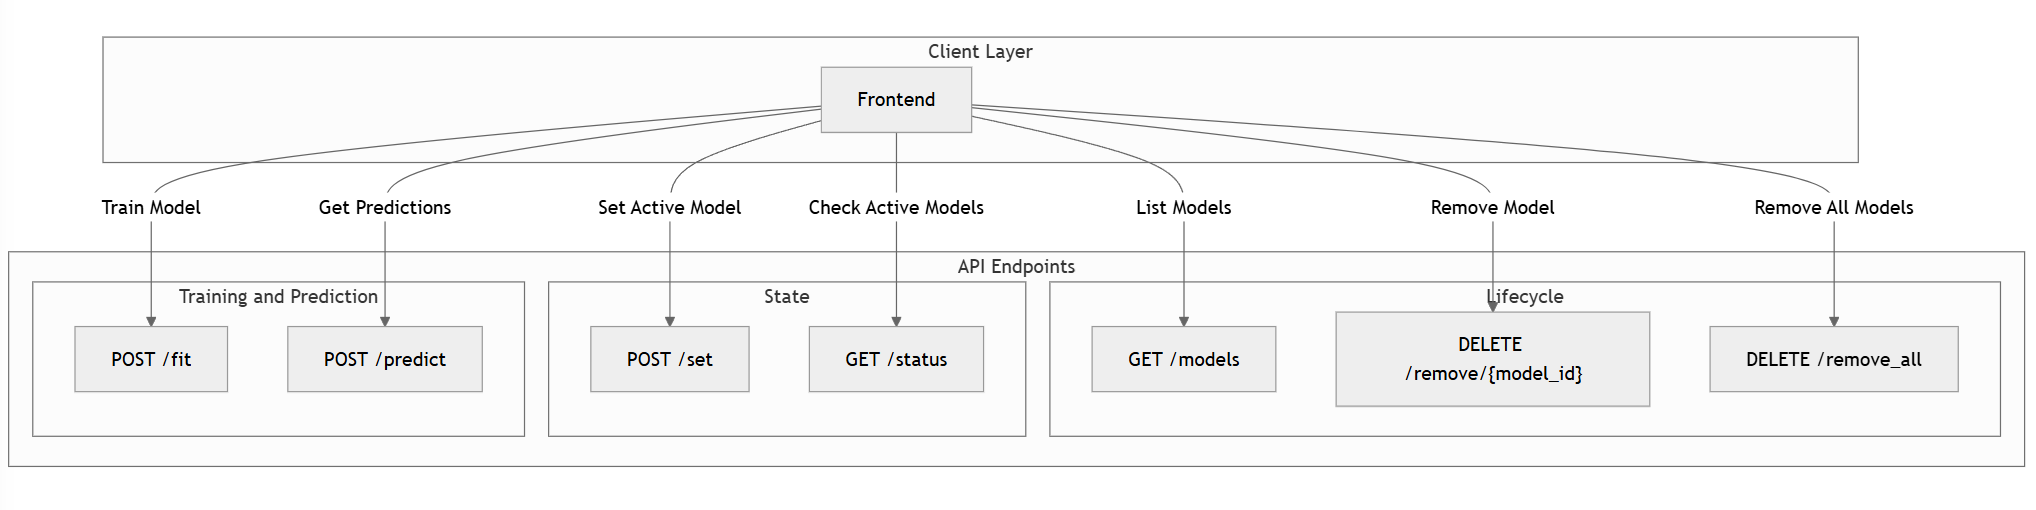 Client Layer
Frontend
Train Model
Get Predictions
Set Active Model
Check Active Models
List Models
Remove Model
Remove All Models
API Endpoints
Training and Prediction
State
Lifecycle
POST /fit
POST /predict
POST /set
GET /status
GET /models
DELETE
/remove/{model_id}
DELETE /remove_all